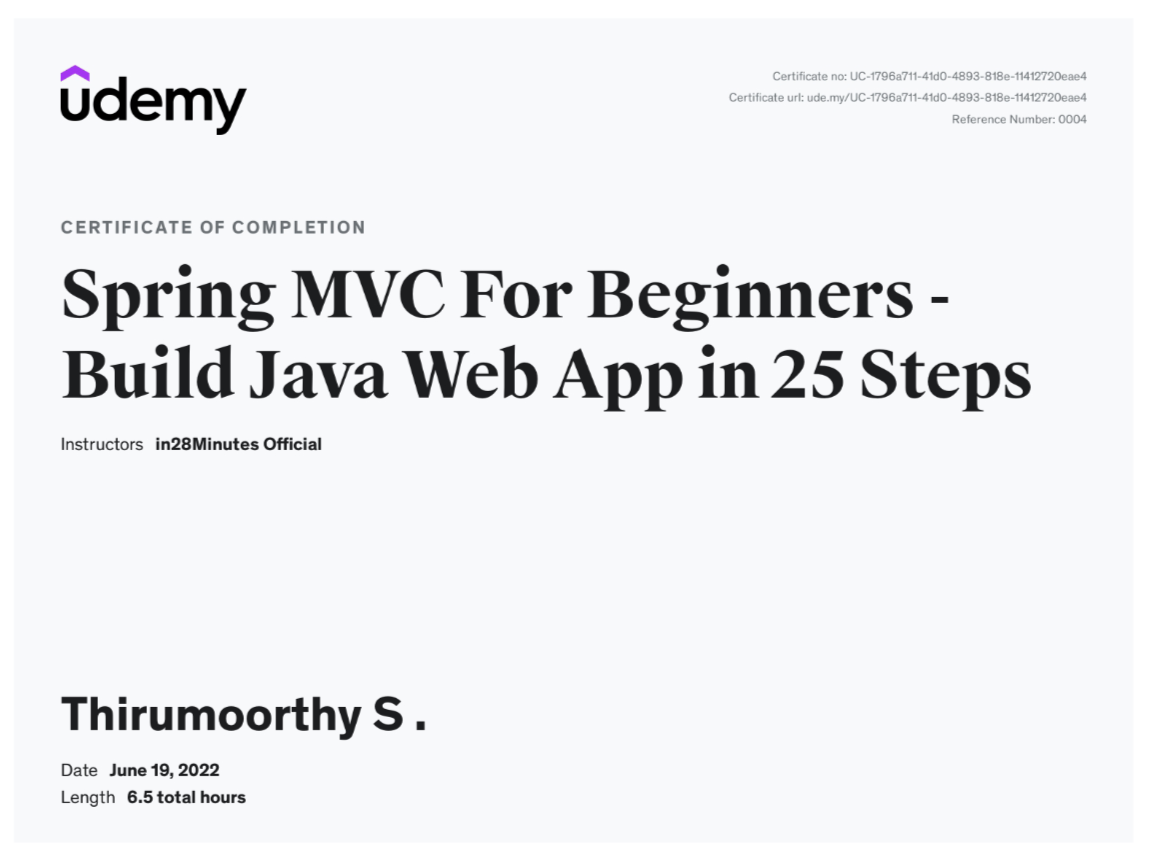 udemy
Certificate no: UC-1796a711-41d0-4893-818e-11412720eae4
Certificate url: ude.my/UC-1796a711-41d0-4893-818e-11412720eae4
Reference Number: 0004
CERTIFICATE OF COMPLETION
Spring MVC For Beginners -
Build Java Web App in 25 Steps
Instructors in28Minutes Official
Thirumoorthy S .
Date June 19, 2022
Length 6.5 total hours